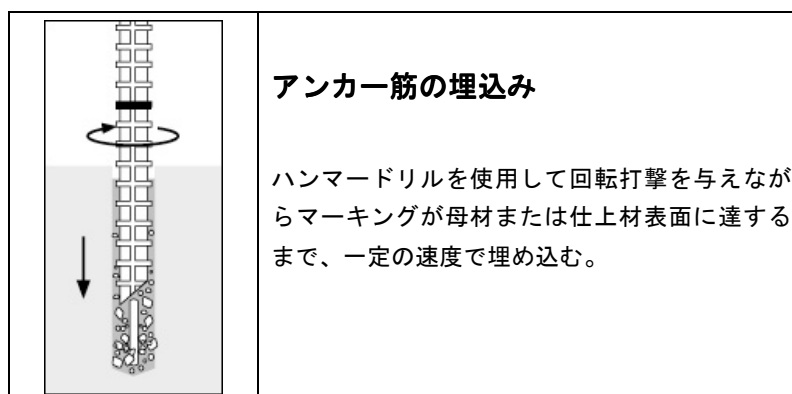 アンカー筋の埋込み
ハンマードリルを使用して回転打撃を与えなが
らマーキングが母材または仕上材表面に達する
まで、一定の速度で埋め込む。